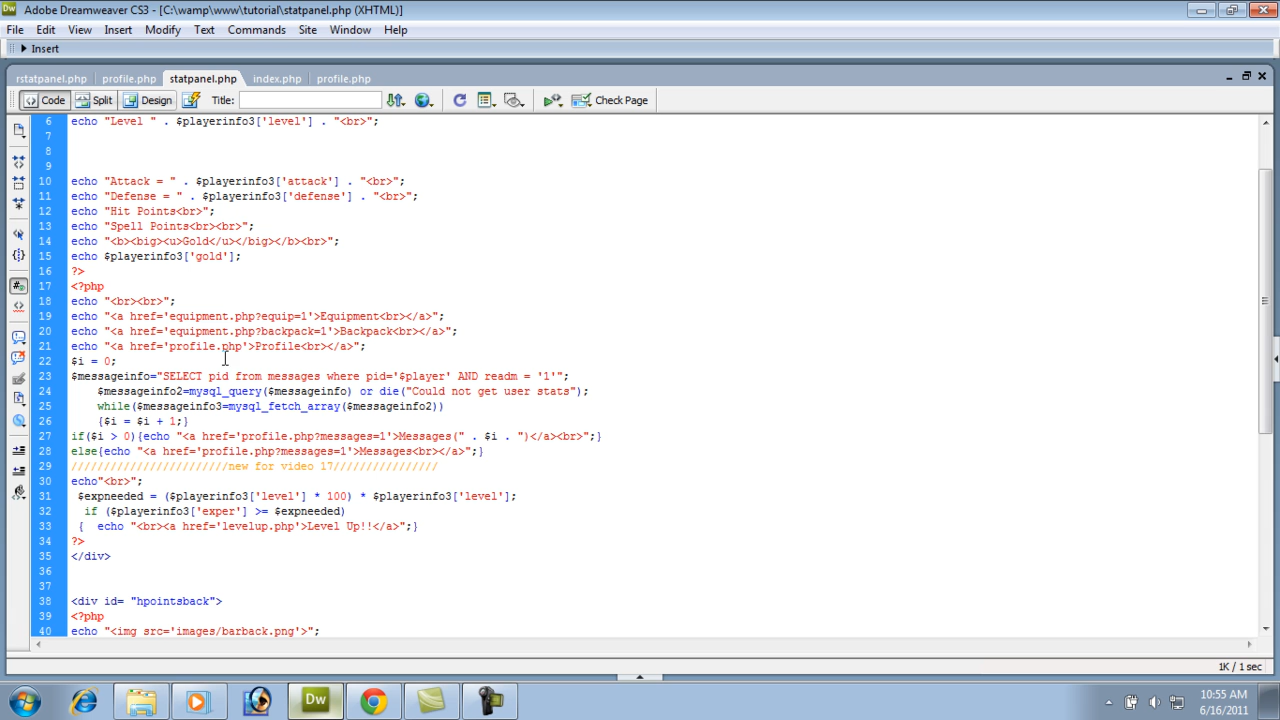 Adobe Dreamweaver CS3 - [C:\wamp\www\tutorial\statpanel.php (XHTML)]
File Edit View Insert Modify Text Commands Site Window Help
Insert
rstatpanel.php profile.php statpanel.php index.php profile.php
Code Split Design Title: Check Page
6 echo "Level " . $playerinfo3['level'] . "<br>";
7
8
9
10 echo "Attack = " . $playerinfo3['attack'] . "<br>";
11 echo "Defense = " . $playerinfo3['defense'] . "<br>";
12 echo "Hit Points<br>";
13 echo "Spell Points<br><br>";
14 echo "<b><big><u>Gold</u></big></b><br>";
15 echo $playerinfo3['gold'];
16 ?>
17 <?php
18 echo "<br><br>";
19 echo "<a href='equipment.php?equip=1'>Equipment<br></a>";
20 echo "<a href='equipment.php?backpack=1'>Backpack<br></a>";
21 echo "<a href='profile.php'>Profile<br></a>";
22 $i = 0;
23 $messageinfo="SELECT pid from messages where pid='$player' AND readm = '1'";
24 $messageinfo2=mysql_query($messageinfo) or die("Could not get user stats");
25 while($messageinfo3=mysql_fetch_array($messageinfo2))
26 {$i = $i + 1;}
27 if($i > 0){echo "<a href='profile.php?messages=1'>Messages(" . $i . ")</a><br>";}
28 else{echo "<a href='profile.php?messages=1'>Messages<br></a>";}
29 ////////////////////////new for video 17////////////////
30 echo"<br>";
31 $expneeded = ($playerinfo3['level'] * 100) * $playerinfo3['level'];
32 if ($playerinfo3['exper'] >= $expneeded)
33 { echo "<br><a href='levelup.php'>Level Up!!</a>";}
34 ?>
35 </div>
36
37
38 <div id= "hpointsback">
39 <?php
40 echo "<img src='images/barback.png'>";
1K / 1 sec
Dw
10:55 AM
6/16/2011